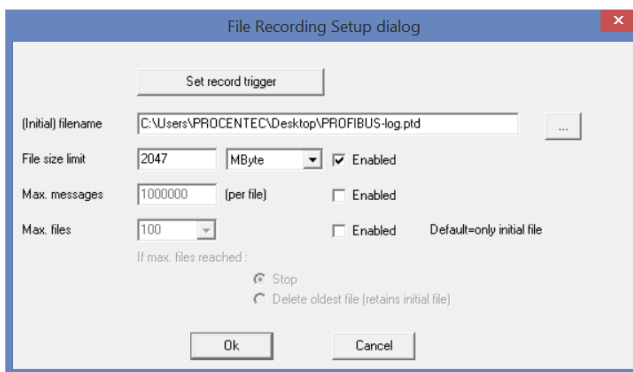 File Recording Setup dialog
Set record trigger
(Initial) filename C:\Users\PROCENTEC\Desktop\PROFIBUS-log.ptd ...
File size limit 2047 MByte Enabled
Max. messages 1000000 (per file) Enabled
Max. files 100 Enabled Default=only initial file
If max. files reached :
Stop
Delete oldest file (retains initial file)
Ok Cancel